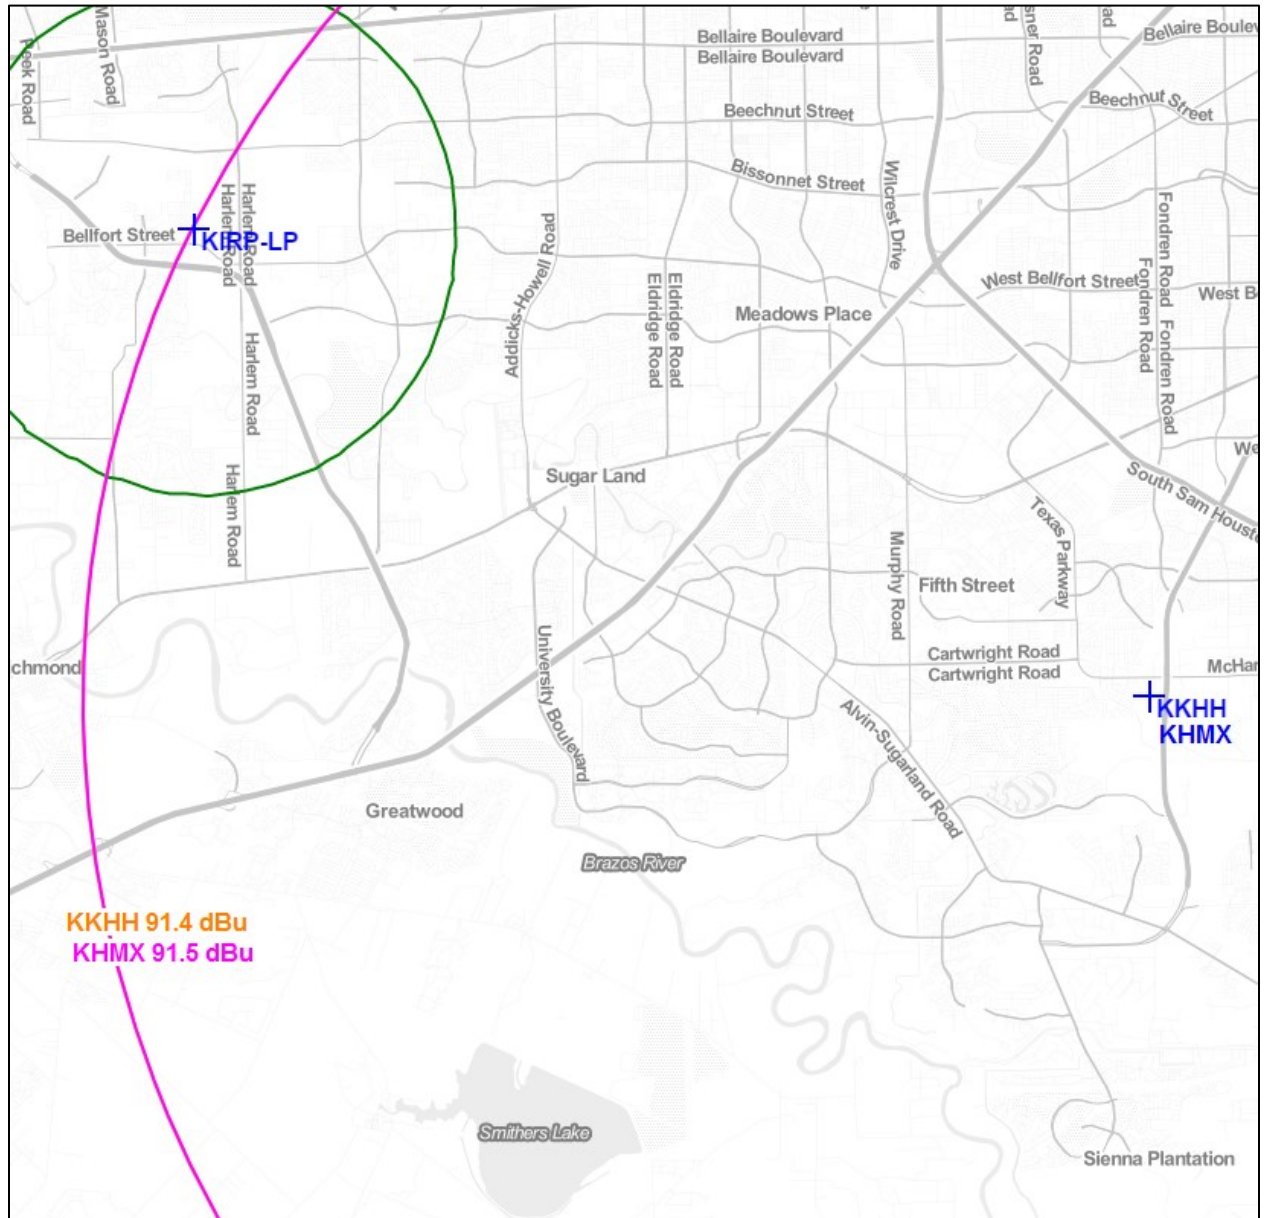 Peek Road
Mason Road
Bellaire Boulevard
Bellaire Boulevard
Bellaire Boulev
Beechnut Street
Beechnut Street
Bissonnet Street
Wilcrest Drive
Harlem Road
Harlem Road
Bellfort Street
KIRP-LP
Addicks-Howell Road
Eldridge Road
Eldridge Road
Meadows Place
West Bellfort Street
West B
Fondren Road
Fondren Road
Fondren Road
Fondren Road
Harlem Road
Harlem Road
Sugar Land
We
South Sam Houst
Texas Parkway
Murphy Road
Fifth Street
Cartwright Road
Cartwright Road
McHar
chmond
University Boulevard
KKHH
KHMX
Alvin-Sugarland Road
Greatwood
Brazos River
KKHH 91.4 dBu
KHMX 91.5 dBu
Smithers Lake
Sienna Plantation